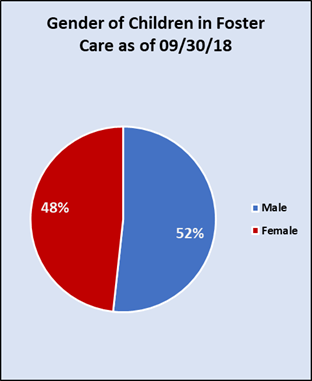 Gender of Children in Foster
Care as of 09/30/18
48%
52%
Male
Female